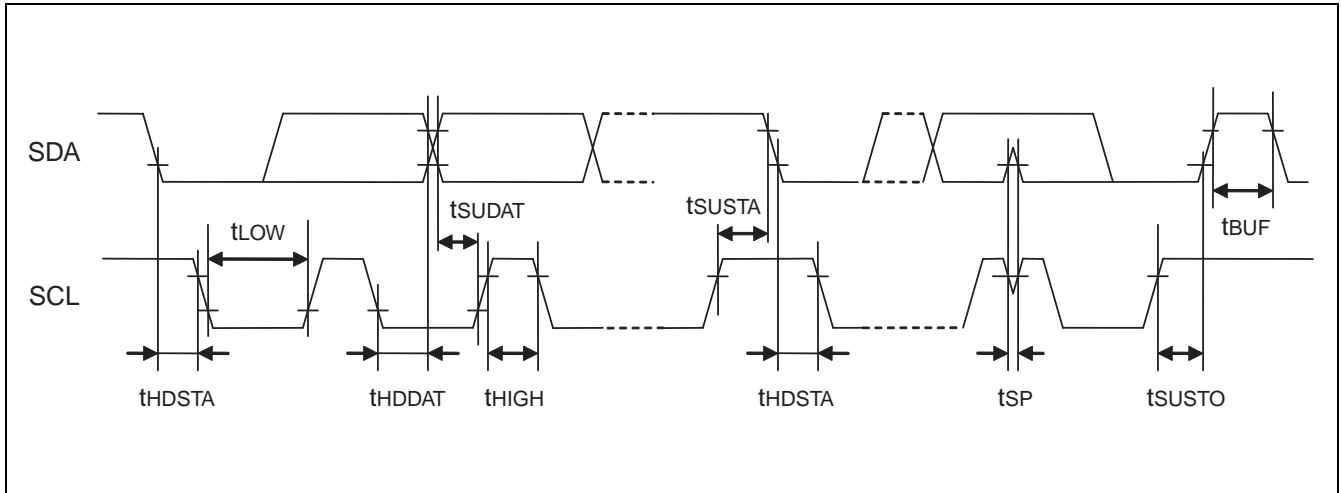 SDA
tSUDAT
tSUSTA
tLOW
tBUF
SCL
tHDSTA
tHDDAT
tHIGH
tHDSTA
tSP
tSUSTO